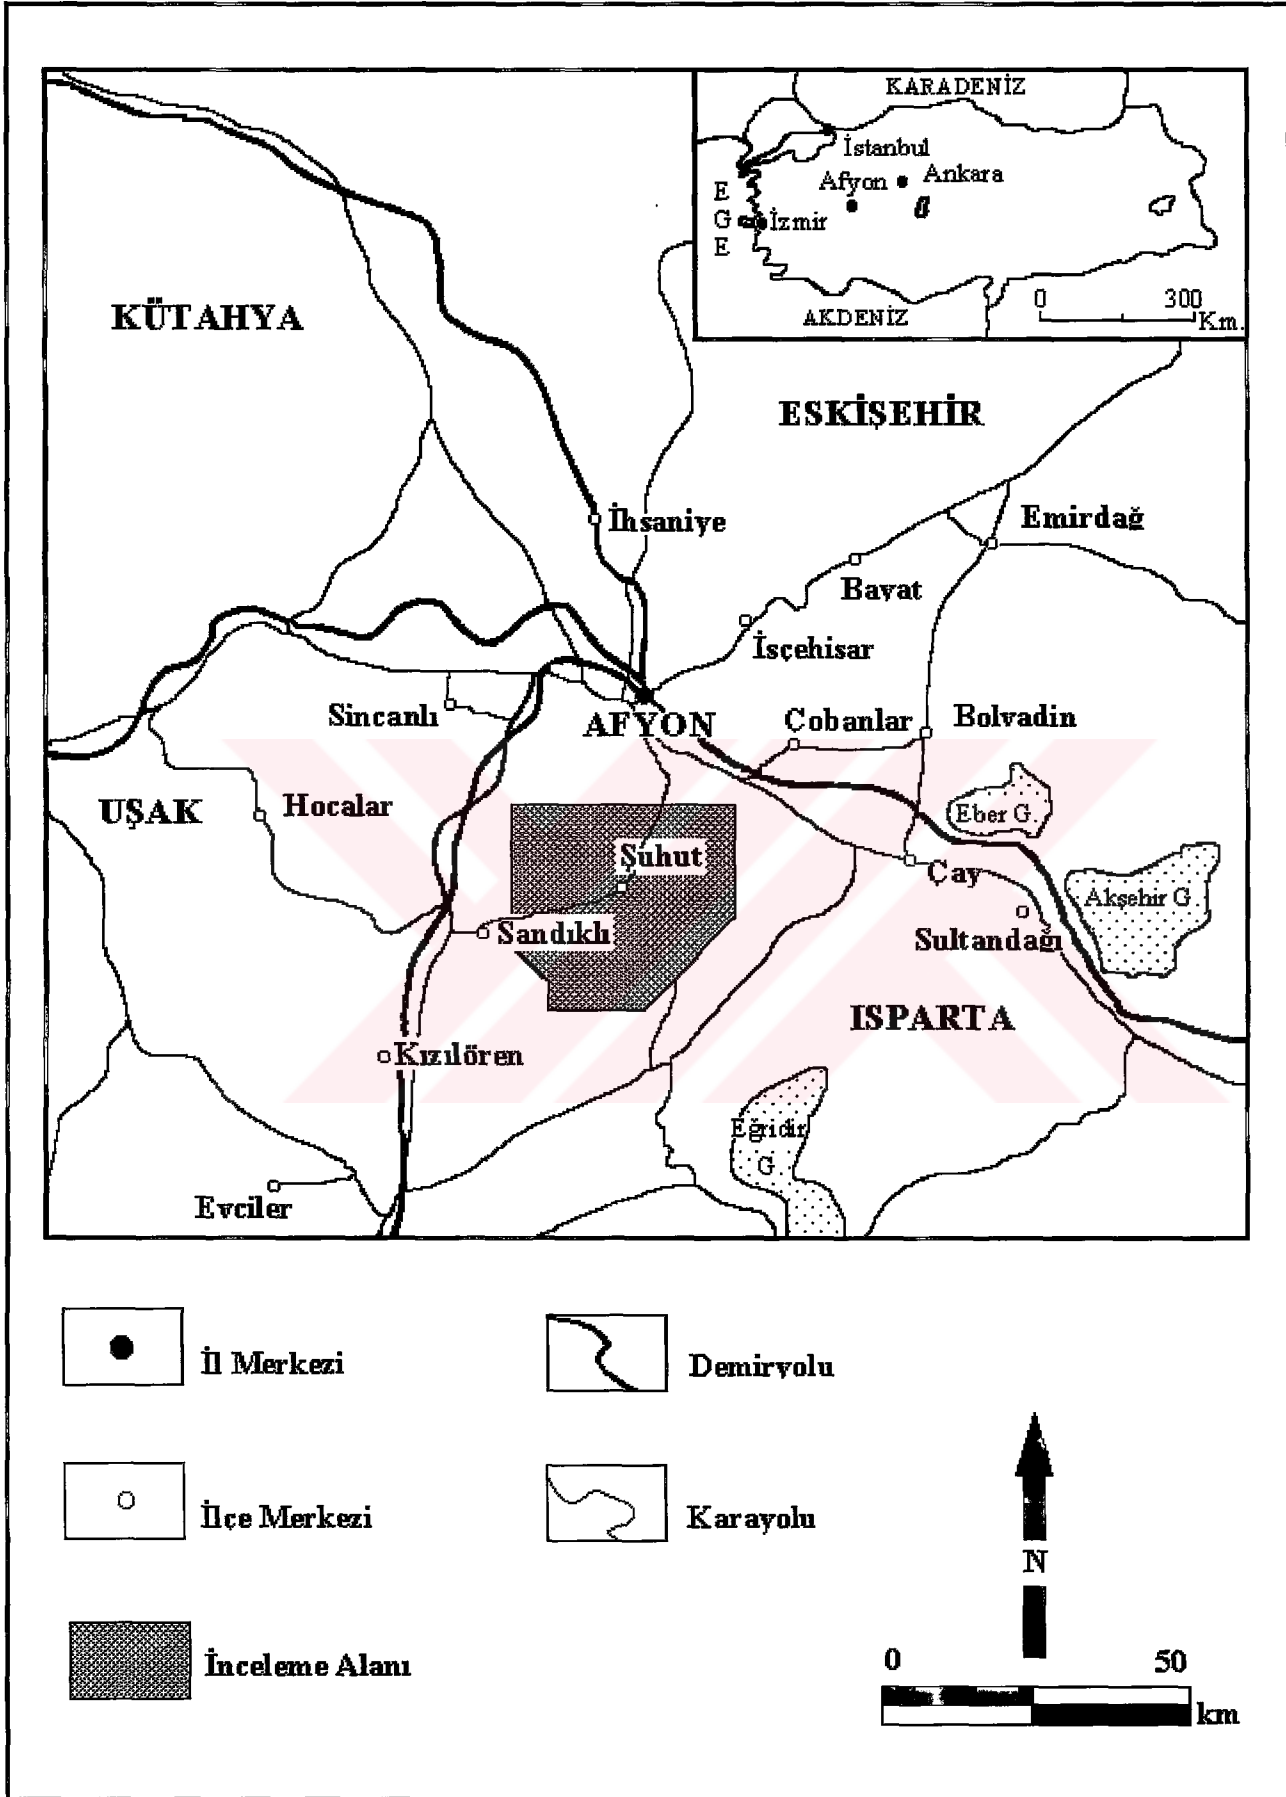 KARADENİZ
İstanbul
Afyon
Ankara
E
G
E
İzmir
AKDENİZ
0 300
Km.
KÜTAHYA
ESKİŞEHİR
İhsaniye
Emirdağ
Bayat
İsçehisar
Sincanlı
AFYON
Çobanlar
Bolvadin
UŞAK
Hocalar
Eber G.
Şuhut
Çay
Akşehir G
Sandıklı
Sultandağı
ISPARTA
Kızılören
Eğridir
G
Evciler
İl Merkezi
Demiryolu
İlçe Merkezi
Karayolu
N
İnceleme Alanı
0 50
km